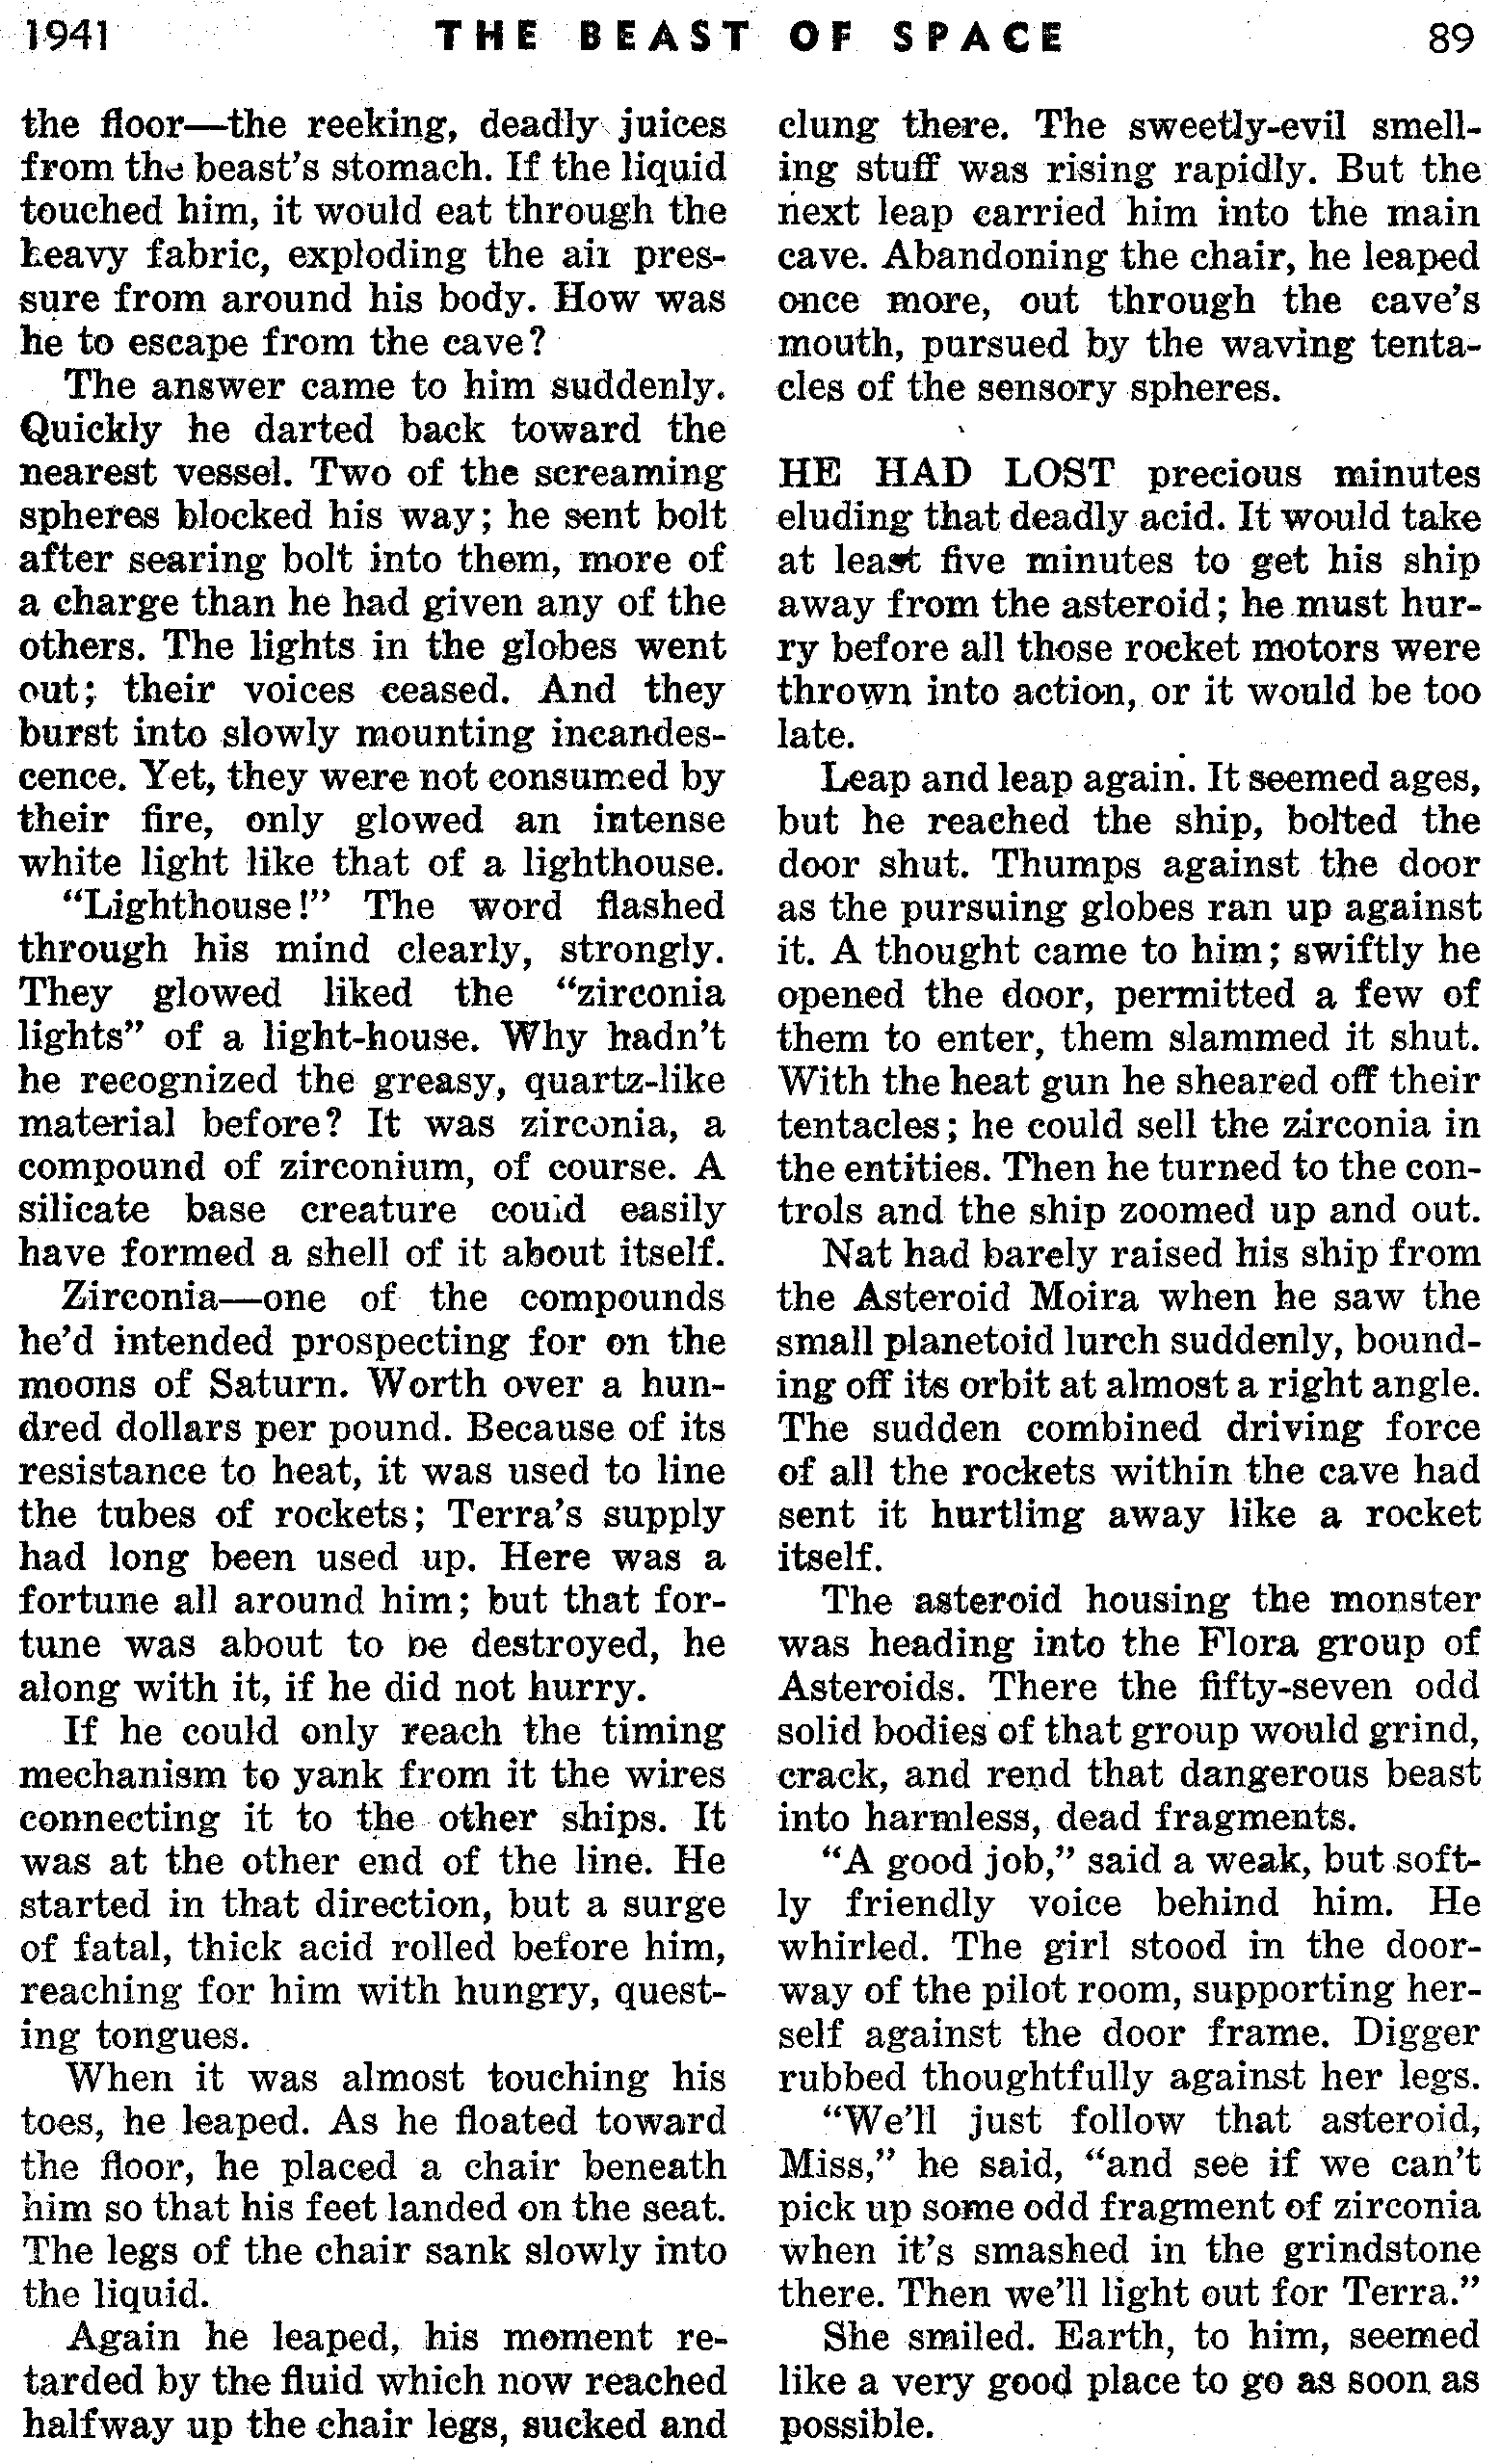 1941 THE BEAST OF SPACE 89
the floor—the reeking, deadly juices
from the beast's stomach. If the liquid
touched him, it would eat through the
heavy fabric, exploding the air pres-
sure from around his body. How was
he to escape from the cave?
The answer came to him suddenly.
Quickly he darted back toward the
nearest vessel. Two of the screaming
spheres blocked his way; he sent bolt
after searing bolt into them, more of
a charge than he had given any of the
others. The lights in the globes went
out; their voices ceased. And they
burst into slowly mounting incandes-
cence. Yet, they were not consumed by
their fire, only glowed an intense
white light like that of a lighthouse.
"Lighthouse!" The word flashed
through his mind clearly, strongly.
They glowed liked the "zirconia
lights" of a light-house. Why hadn't
he recognized the greasy, quartz-like
material before? It was zirconia, a
compound of zirconium, of course. A
silicate base creature could easily
have formed a shell of it about itself.
Zirconia—one of the compounds
he'd intended prospecting for on the
moons of Saturn. Worth over a hun-
dred dollars per pound. Because of its
resistance to heat, it was used to line
the tubes of rockets; Terra's supply
had long been used up. Here was a
fortune all around him; but that for-
tune was about to be destroyed, he
along with it, if he did not hurry.
If he could only reach the timing
mechanism to yank from it the wires
connecting it to the other ships. It
was at the other end of the line. He
started in that direction, but a surge
of fatal, thick acid rolled before him,
reaching for him with hungry, quest-
ing tongues.
When it was almost touching his
toes, he leaped. As he floated toward
the floor, he placed a chair beneath
him so that his feet landed on the seat.
The legs of the chair sank slowly into
the liquid.
Again he leaped, his moment re-
tarded by the fluid which now reached
halfway up the chair legs, sucked and
clung there. The sweetly-evil smell-
ing stuff was rising rapidly. But the
next leap carried him into the main
cave. Abandoning the chair, he leaped
once more, out through the cave's
mouth, pursued by the waving tenta-
cles of the sensory spheres.
HE HAD LOST precious minutes
eluding that deadly acid. It would take
at least five minutes to get his ship
away from the asteroid; he must hur-
ry before all those rocket motors were
thrown into action, or it would be too
late.
Leap and leap again. It seemed ages,
but he reached the ship, bolted the
door shut. Thumps against the door
as the pursuing globes ran up against
it. A thought came to him; swiftly he
opened the door, permitted a few of
them to enter, them slammed it shut.
With the heat gun he sheared off their
tentacles; he could sell the zirconia in
the entities. Then he turned to the con-
trols and the ship zoomed up and out.
Nat had barely raised his ship from
the Asteroid Moira when he saw the
small planetoid lurch suddenly, bound-
ing off its orbit at almost a right angle.
The sudden combined driving force
of all the rockets within the cave had
sent it hurtling away like a rocket
itself.
The asteroid housing the monster
was heading into the Flora group of
Asteroids. There the fifty-seven odd
solid bodies of that group would grind,
crack, and rend that dangerous beast
into harmless, dead fragments.
"A good job," said a weak, but soft-
ly friendly voice behind him. He
whirled. The girl stood in the door-
way of the pilot room, supporting her-
self against the door frame. Digger
rubbed thoughtfully against her legs.
"We'll just follow that asteroid,
Miss," he said, "and see if we can't
pick up some odd fragment of zirconia
when it's smashed in the grindstone
there. Then we'll light out for Terra."
She smiled. Earth, to him, seemed
like a very good place to go as soon as
possible.